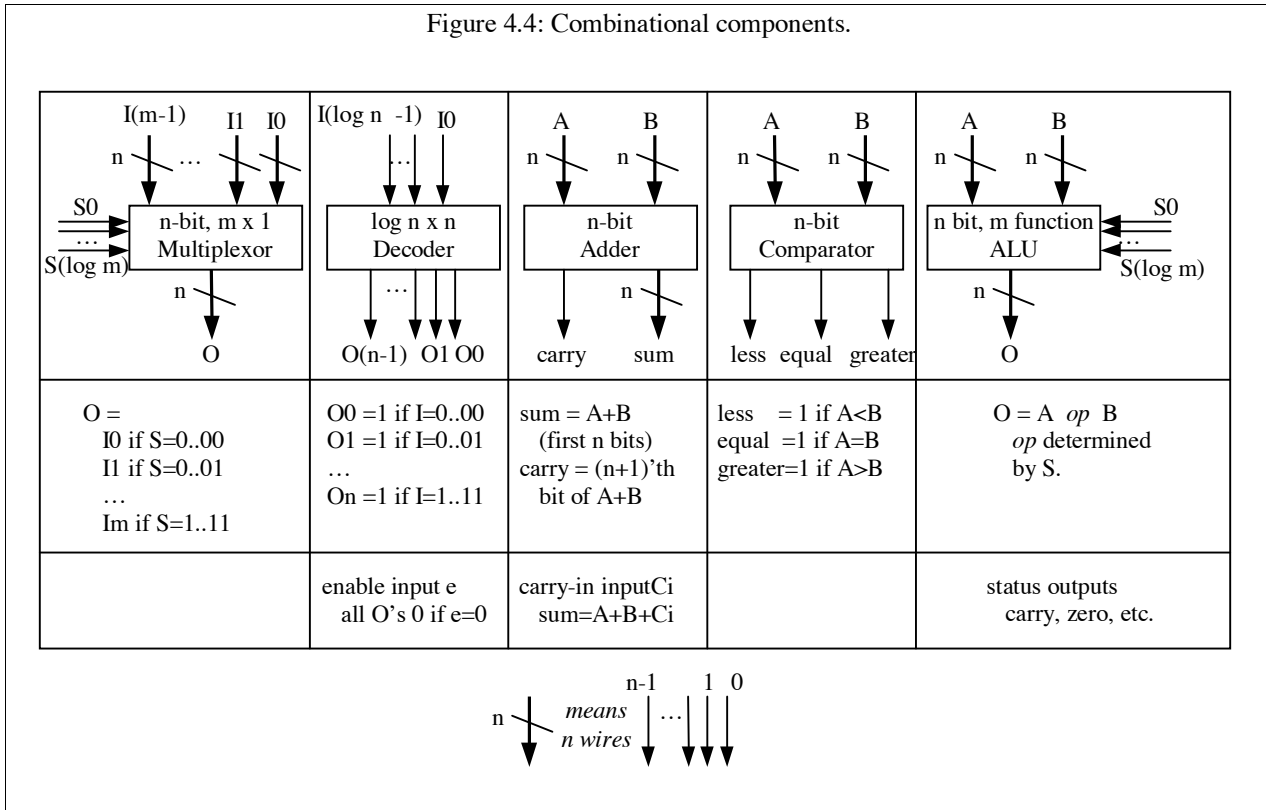 Figure 4.4: Combinational components.
I(m-1) I1 I0
n …
S0
…
S(log m)
n-bit, m x 1
Multiplexor
n
O
I(log n -1) I0
…
log n x n
Decoder
…
O(n-1) O1 O0
A B
n n
n-bit
Adder
n
carry sum
A B
n n
n-bit
Comparator
less equal greater
A B
n n
n bit, m function
ALU
S0
…
S(log m)
n
O
O =
I0 if S=0..00
I1 if S=0..01
…
Im if S=1..11
O0 =1 if I=0..00
O1 =1 if I=0..01
…
On =1 if I=1..11
sum = A+B
(first n bits)
carry = (n+1)’th
bit of A+B
less = 1 if A<B
equal =1 if A=B
greater=1 if A>B
O = A op B
op determined
by S.
enable input e
all O’s 0 if e=0
carry-in inputCi
sum=A+B+Ci
status outputs
carry, zero, etc.
n
means
n wires
n-1 1 0
…